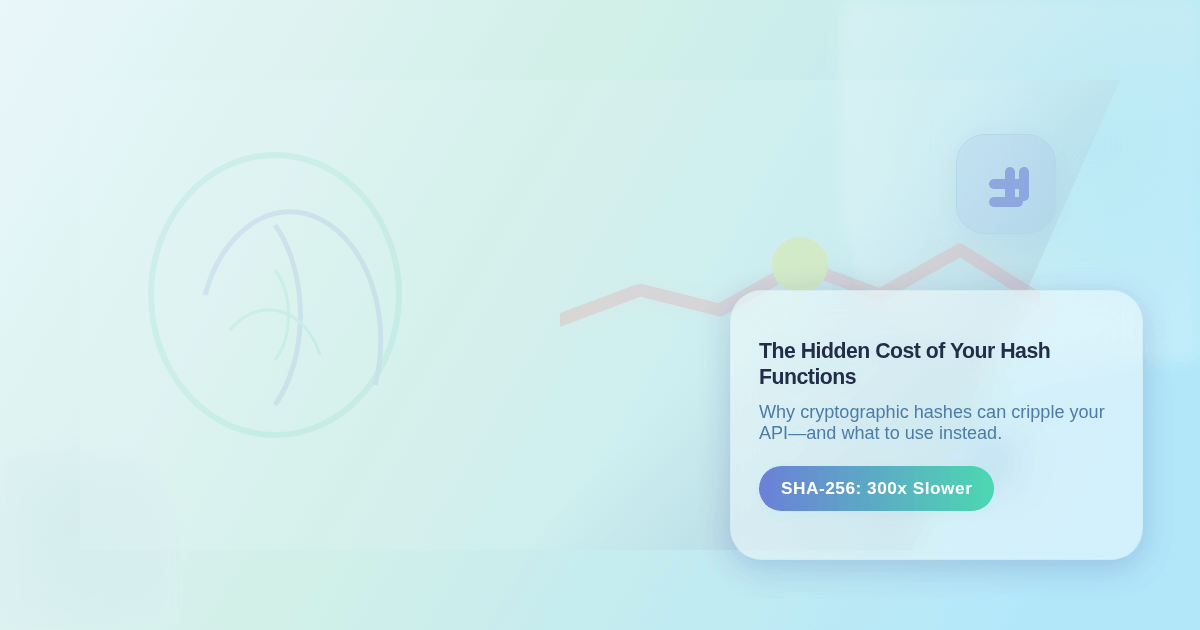 The Hidden Cost of Your Hash
Functions
Why cryptographic hashes can cripple your
API—and what to use instead.
SHA-256: 300x Slower